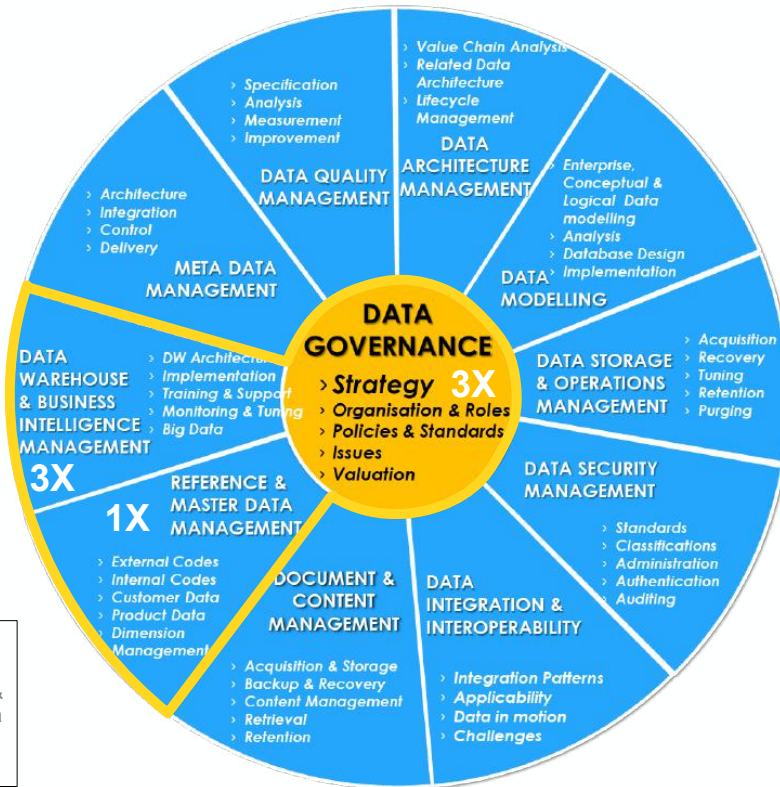 > Value Chain Analysis
> Related Data
Architecture
> Lifecycle
Management
DATA
ARCHITECTURE
MANAGEMENT
> Enterprise,
Conceptual &
Logical Data
modelling
> Analysis
> Database Design
> Implementation
DATA
MODELLING
> Acquisition
> Recovery
> Tuning
> Retention
> Purging
DATA STORAGE
& OPERATIONS
MANAGEMENT
DATA SECURITY
MANAGEMENT
> Standards
> Classifications
> Administration
> Authentication
> Auditing
DATA
INTEGRATION &
INTEROPERABILITY
> Integration Patterns
> Applicability
> Data in motion
> Challenges
DOCUMENT &
CONTENT
MANAGEMENT
> Acquisition & Storage
> Backup & Recovery
> Content Management
> Retrieval
> Retention
REFERENCE &
MASTER DATA
MANAGEMENT
1X
> External Codes
> Internal Codes
> Customer Data
> Product Data
> Dimension
Management
DATA
WAREHOUSE
& BUSINESS
INTELLIGENCE
MANAGEMENT
3X
> DW Architecture
> Implementation
> Training & Support
> Monitoring & Tuning
> Big Data
> Architecture
> Integration
> Control
> Delivery
META DATA
MANAGEMENT
> Specification
> Analysis
> Measurement
> Improvement
DATA QUALITY
MANAGEMENT
DATA
GOVERNANCE
> Strategy 3X
> Organisation & Roles
> Policies & Standards
> Issues
> Valuation